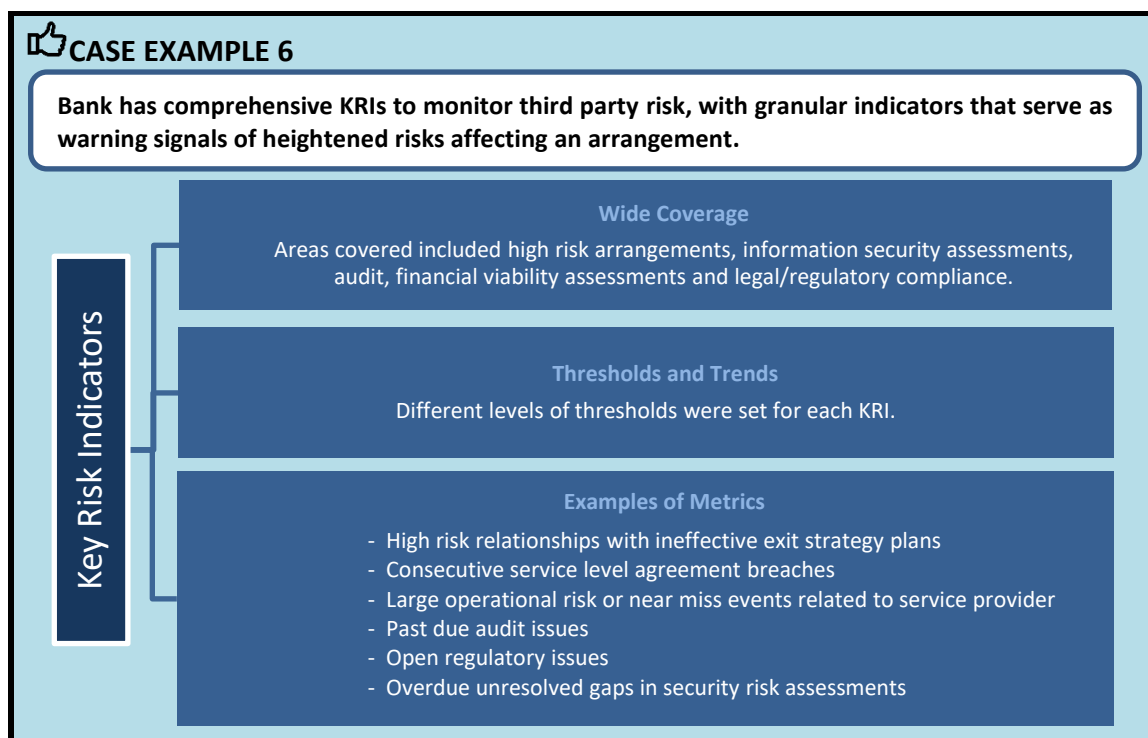 CASE EXAMPLE 6
Bank has comprehensive KRIs to monitor third party risk, with granular indicators that serve as
warning signals of heightened risks affecting an arrangement.
Key Risk Indicators
Wide Coverage
Areas covered included high risk arrangements, information security assessments,
audit, financial viability assessments and legal/regulatory compliance.
Thresholds and Trends
Different levels of thresholds were set for each KRI.
Examples of Metrics
- High risk relationships with ineffective exit strategy plans
- Consecutive service level agreement breaches
- Large operational risk or near miss events related to service provider
- Past due audit issues
- Open regulatory issues
- Overdue unresolved gaps in security risk assessments